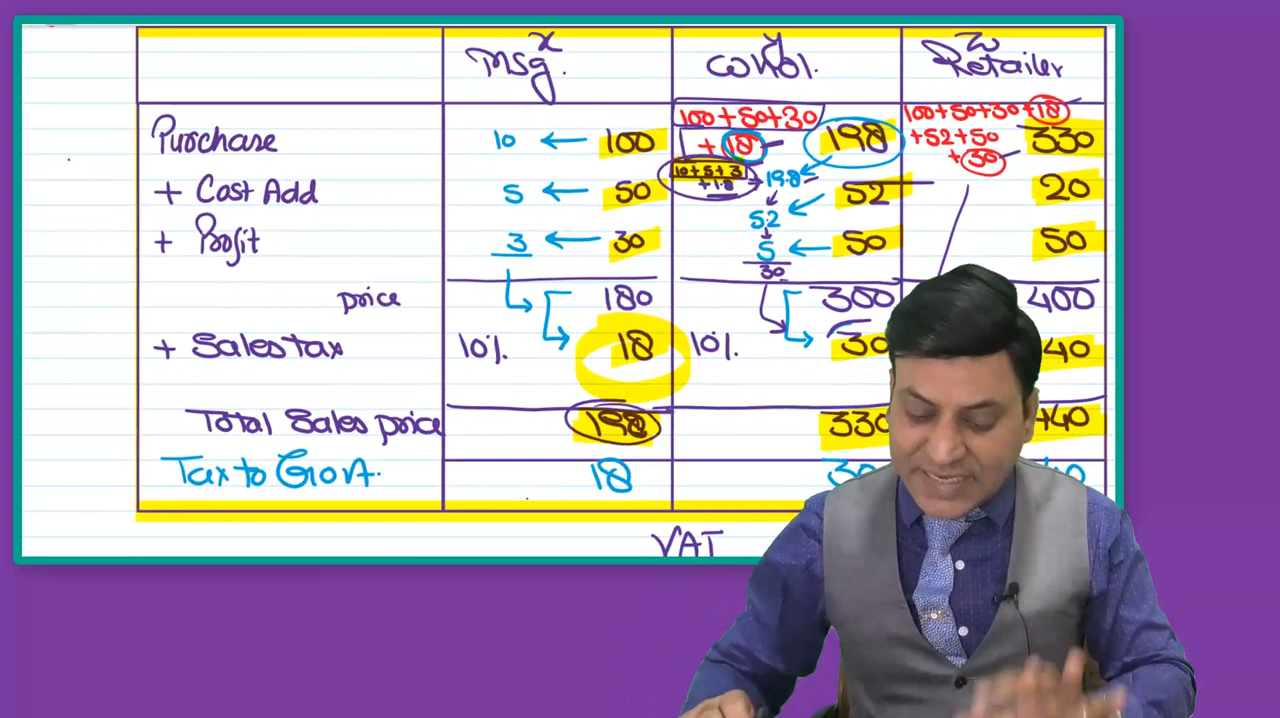 x y z
Mfg. Whol. Retailer
100+50+30 100+50+30+18
Purchase 10 ← 100 + 18 198 +52+50 330
+ 30
10+5+3
+1.8 → 19.8
+ Cost Add 5 ← 50 5.2 52 20
+ Profit 3 ← 30 5 ← 50 50
30
price 180 300 400
+ Sales tax 10% 18 10% 30 40
Total Sales price 198 330 440
Tax to Govt. 18 30
VAT